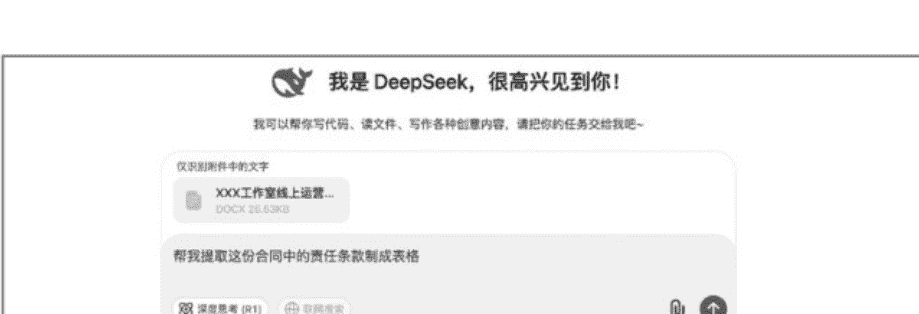 我是 DeepSeek，很高兴见到你！
我可以帮你写代码、读文件、写作各种创意内容，请把你的任务交给我吧~
仅识别附件中的文字
XXX工作室线上运营...
DOCX 26.63KB
帮我提取这份合同中的责任条款制成表格
深度思考 (R1)
联网搜索